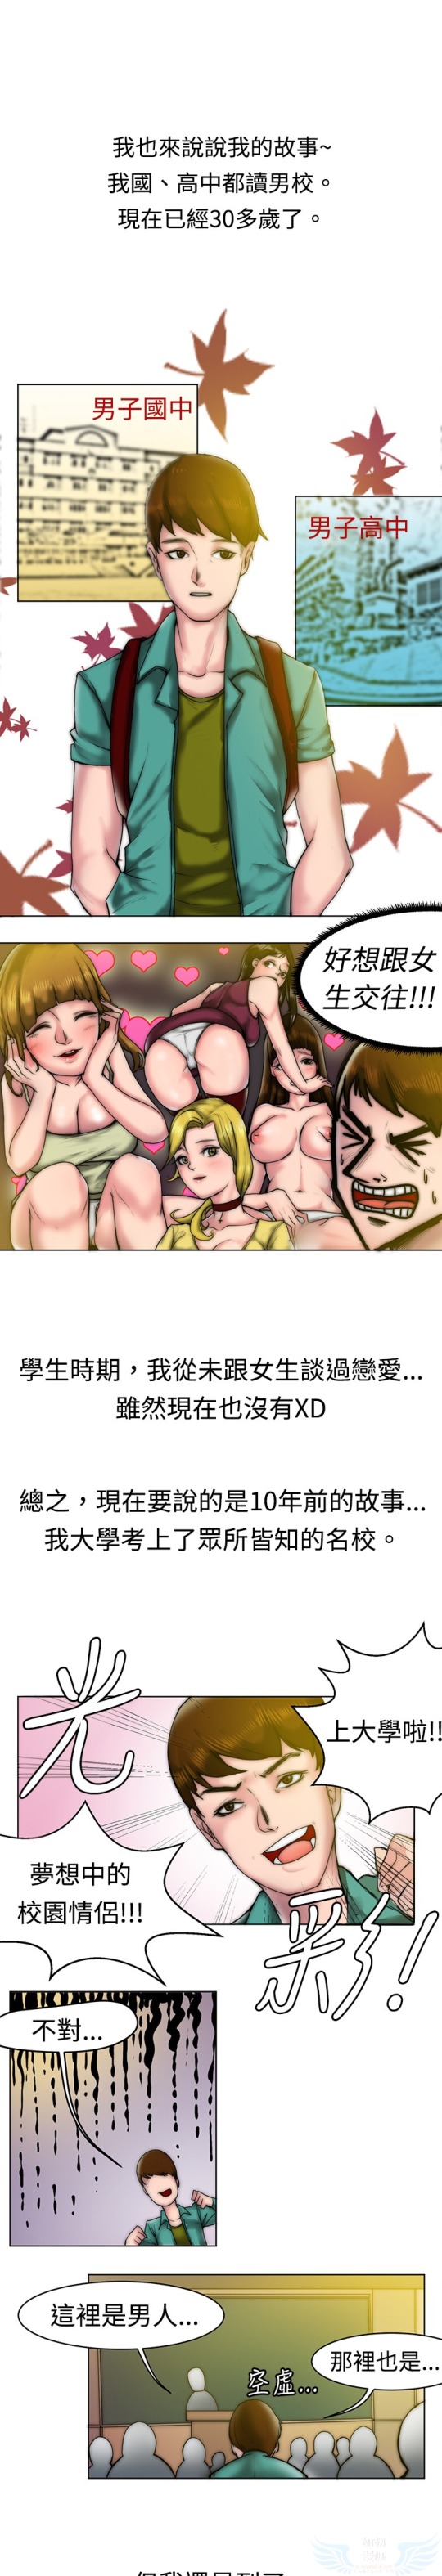 我也來說說我的故事~
我國、高中都讀男校。
現在已經30多歲了。
男子國中
男子高中
好想跟女
生交往!!!
學生時期，我從未跟女生談過戀愛...
雖然現在也沒有XD
總之，現在要說的是10年前的故事...
我大學考上了眾所皆知的名校。
光
上大學啦!!
夢想中的
校園情侶!!!
彩!
不對...
這裡是男人...
那裡也是...
空虛...